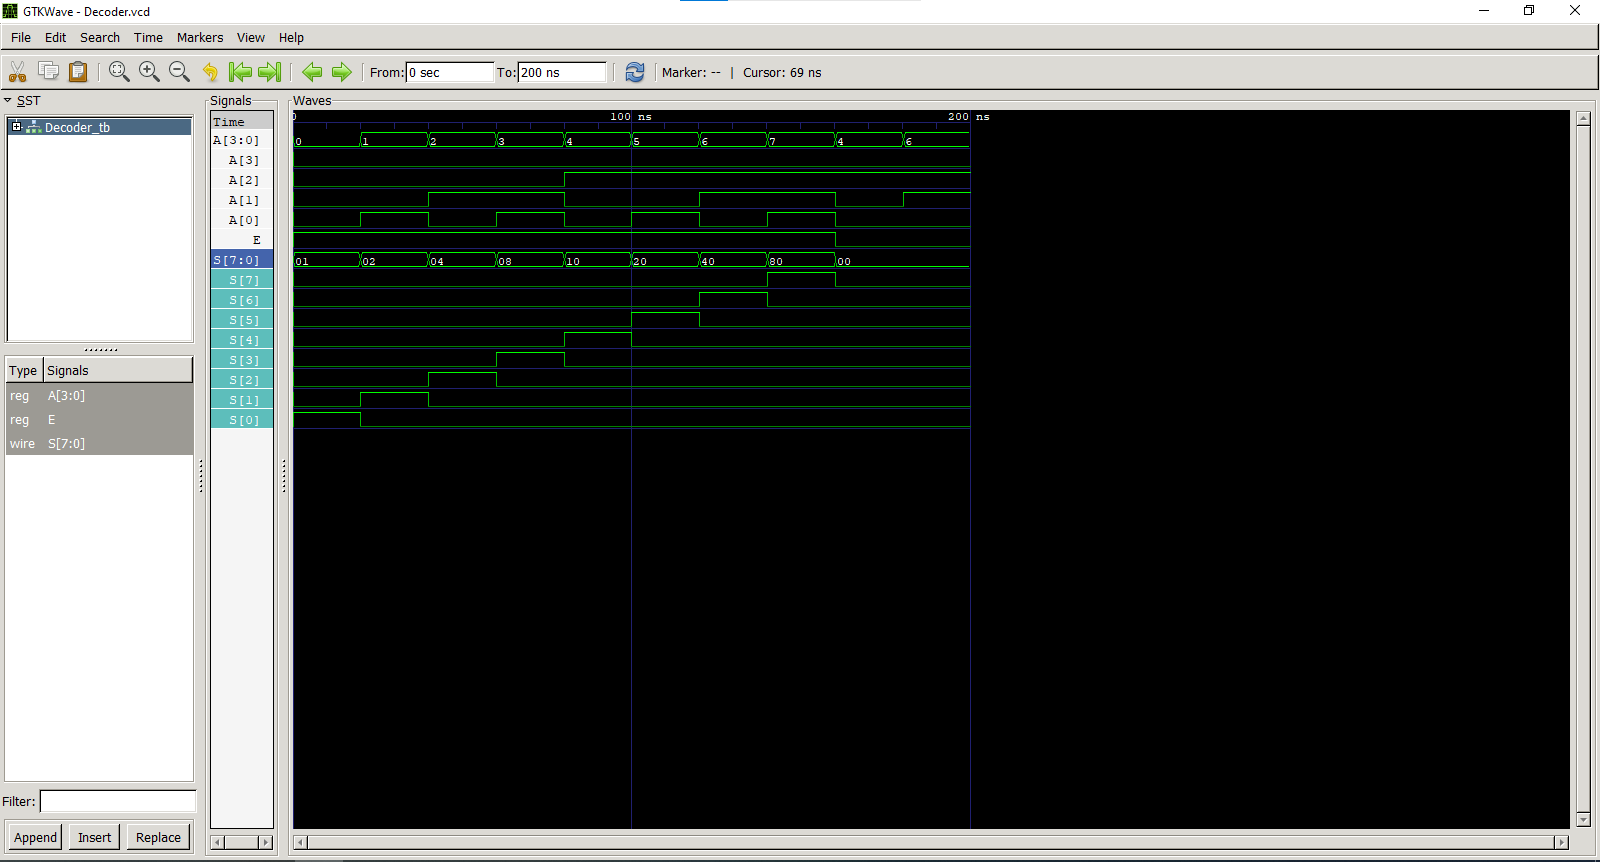 GTKWave - Decoder.vcd
File Edit Search Time Markers View Help
From: 0 sec To: 200 ns Marker: -- | Cursor: 69 ns
SST
Decoder_tb
Type Signals
reg A[3:0]
reg E
wire S[7:0]
Filter:
Append Insert Replace
Signals
Time
A[3:0]
A[3]
A[2]
A[1]
A[0]
E
S[7:0]
S[7]
S[6]
S[5]
S[4]
S[3]
S[2]
S[1]
S[0]
Waves
0 100 ns 200 ns
0 1 2 3 4 5 6 7 4 6
01 02 04 08 10 20 40 80 00